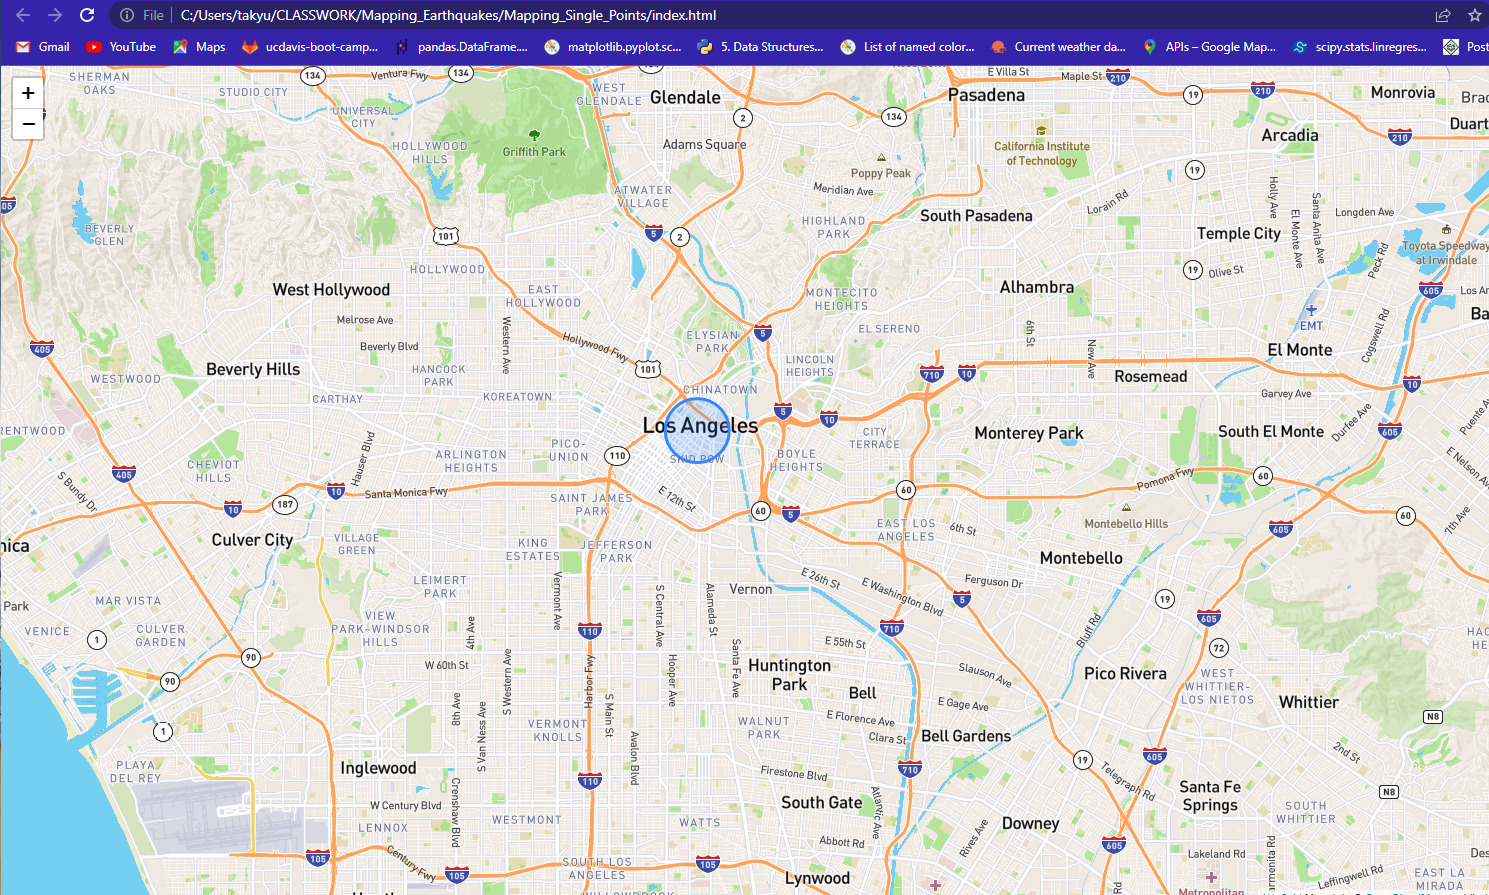 File
C:/Users/takyu/CLASSWORK/Mapping_Earthquakes/Mapping_Single_Points/index.html
Gmail
YouTube
Maps
ucdavis-boot-camp...
pandas.DataFrame....
matplotlib.pyplot.sc...
5. Data Structures...
List of named color...
Current weather da...
APIs – Google Map...
scipy.stats.linregres...
Post
+
−
SHERMAN
OAKS
STUDIO CITY
134
Ventura Fwy
134
UNIVERSAL
CITY
WEST
GLENDALE
Glendale
2
134
E Villa St
Maple St
210
Pasadena
19
210
Monrovia
Brad
Duart
Arcadia
210
HOLLYWOOD
HILLS
Griffith Park
Adams Square
California Institute
of Technology
Poppy Peak
Meridian Ave
19
ATWATER
VILLAGE
Lorain Rd
Holly Ave
El Monte Ave
Santa Anita Ave
Longden Ave
05
BEVERLY
GLEN
101
5
2
HIGHLAND
PARK
South Pasadena
Temple City
Peck Rd
Toyota Speedway
at Irwindale
HOLLYWOOD
19
Olive St
605
West Hollywood
EAST
HOLLYWOOD
MONTECITO
HEIGHTS
Alhambra
Los Ar
Ba
EMT
Melrose Ave
Western Ave
Hollywood Fwy
ELYSIAN
PARK
5
EL SERENO
6th St
New Ave
Cogswell Rd
405
Beverly Blvd
El Monte
Beverly Hills
HANCOCK
PARK
101
LINCOLN
HEIGHTS
710
10
Rosemead
10
WESTWOOD
CARTHAY
KOREATOWN
CHINATOWN
Garvey Ave
5
10
Los Angeles
Durfee Ave
Puente Av
RENTWOOD
Hauser Blvd
PICO-
UNION
CITY
TERRACE
Monterey Park
South El Monte
605
CHEVIOT
HILLS
ARLINGTON
HEIGHTS
110
SKID ROW
BOYLE
HEIGHTS
E Nelson Av
S Bundy Dr
405
10
187
10
Santa Monica Fwy
SAINT JAMES
PARK
E 12th St
60
5
60
Pomona Fwy
60
60
7th Ave
EAST LOS
ANGELES
6th St
Montebello Hills
605
nica
Culver City
VILLAGE
GREEN
KING
ESTATES
JEFFERSON
PARK
Montebello
LEIMERT
PARK
Vermont Ave
S Central Ave
Alameda St
Vernon
E 26th St
E Washington Blvd
Ferguson Dr
5
19
Park
MAR VISTA
605
VENICE
1
CULVER
GARDEN
VIEW
PARK–WINDSOR
HILLS
4th Ave
110
710
Bluff Rd
90
E 55th St
72
90
W 60th St
S Western Ave
Harbor Fwy
Hooper Ave
Santa Fe Ave
Huntington
Park
Slauson Ave
Pico Rivera
WEST
WHITTIER-
LOS NIETOS
Bell
8th Ave
S Van Ness Ave
S Main St
E Gage Ave
Whittier
N8
1
VERMONT
KNOLLS
Avalon Blvd
WALNUT
PARK
E Florence Ave
Clara St
Bell Gardens
2nd St
PLAYA
DEL REY
Inglewood
110
Firestone Blvd
710
19
Telegraph Rd
605
Santa Fe
Springs
N8
W Century Blvd
Crenshaw Blvd
South Gate
Atlantic Ave
SOUTH
WHITTIER
LENNOX
WESTMONT
WATTS
Abbott Rd
Rives Ave
Downey
605
Lakeland Rd
105
Century Fwy
105
SOUTH LOS
ANGELES
105
Lynwood
Leffingwell Rd
EAST LA
MIRADA
Metropolitan